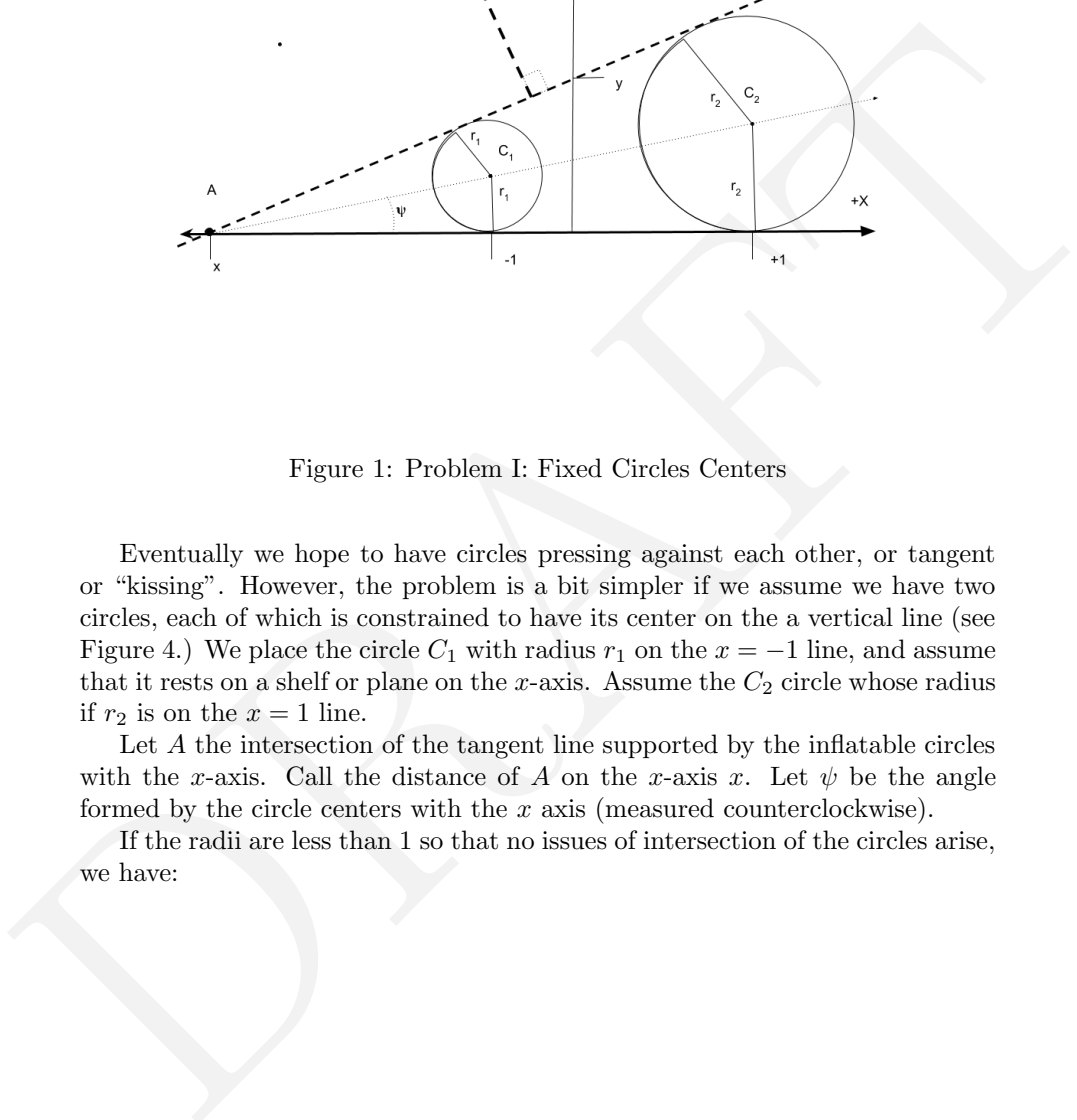 y
r₂
C₂
r₁
C₁
A
r₁
r₂
ψ
+X
x
-1
+1
Figure 1: Problem I: Fixed Circles Centers
Eventually we hope to have circles pressing against each other, or tangent
or “kissing”. However, the problem is a bit simpler if we assume we have two
circles, each of which is constrained to have its center on the a vertical line (see
Figure 4.) We place the circle C₁ with radius r₁ on the x = −1 line, and assume
that it rests on a shelf or plane on the x-axis. Assume the C₂ circle whose radius
if r₂ is on the x = 1 line.
Let A the intersection of the tangent line supported by the inflatable circles
with the x-axis. Call the distance of A on the x-axis x. Let ψ be the angle
formed by the circle centers with the x axis (measured counterclockwise).
If the radii are less than 1 so that no issues of intersection of the circles arise,
we have:
DRAFT